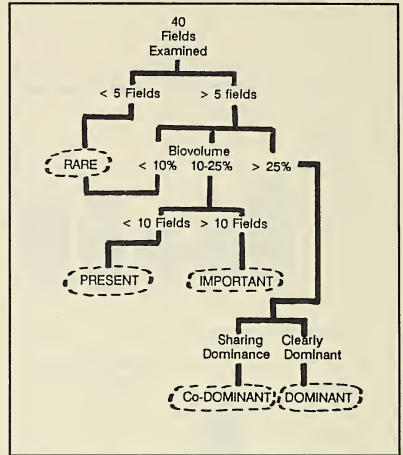 40
Fields
Examined
< 5 Fields > 5 fields
Biovolume
RARE < 10% 10-25% > 25%
< 10 Fields > 10 Fields
PRESENT IMPORTANT
Sharing Clearly
Dominance Dominant
Co-DOMINANT DOMINANT